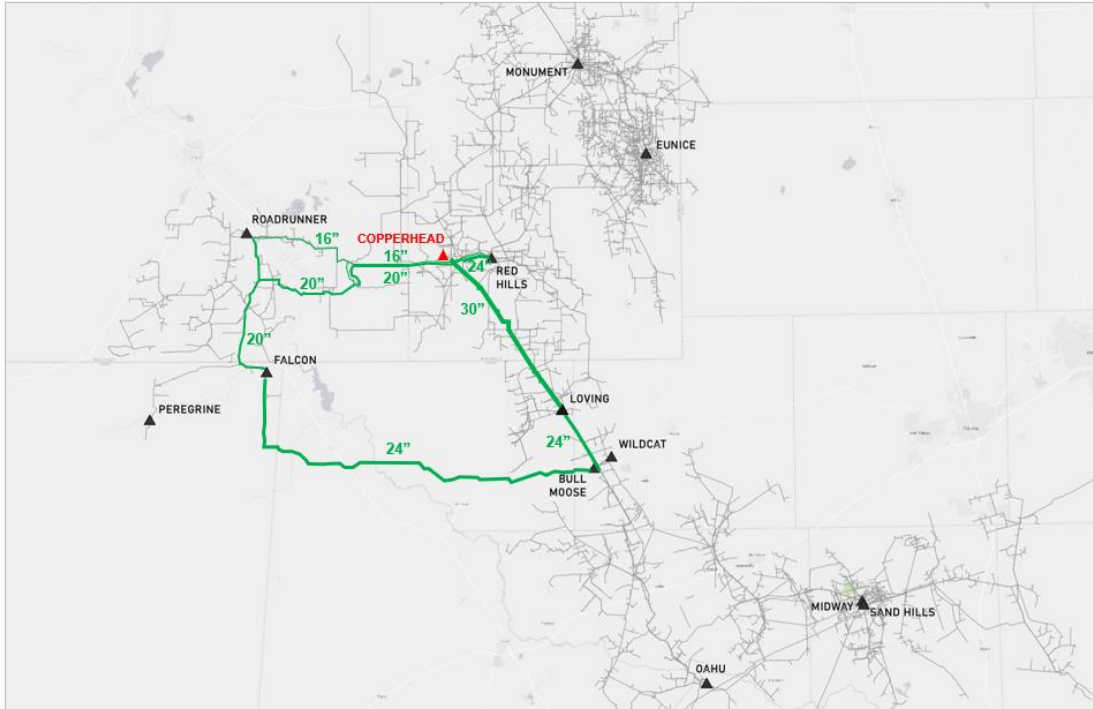 MONUMENT
EUNICE
ROADRUNNER
16”
COPPERHEAD
16”
24”
RED
HILLS
20”
20”
30”
20”
FALCON
PEREGRINE
LOVING
24”
WILDCAT
24”
BULL
MOOSE
MIDWAY
SAND HILLS
OAHU